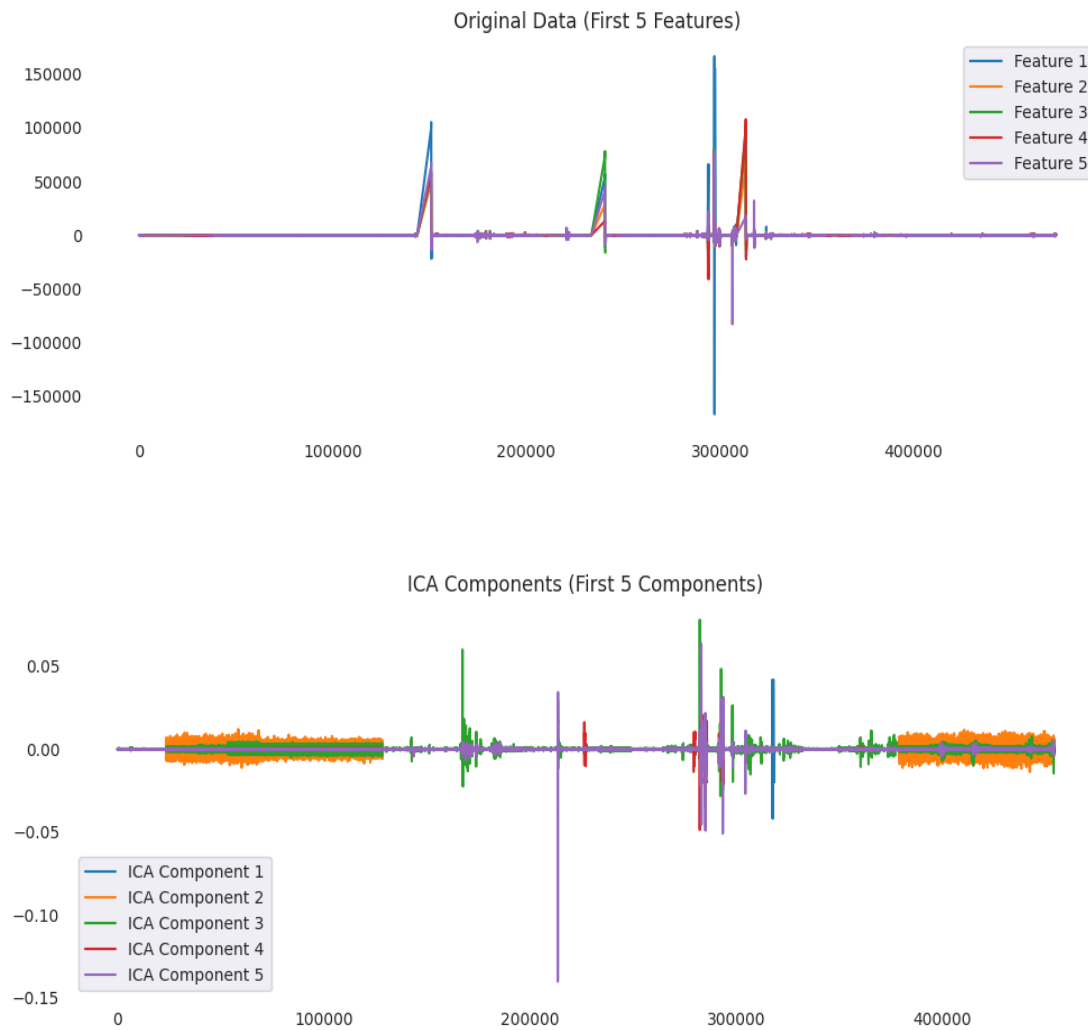 Original Data (First 5 Features)
150000
100000
50000
0
−50000
−100000
−150000
0 100000 200000 300000 400000
Feature 1
Feature 2
Feature 3
Feature 4
Feature 5
ICA Components (First 5 Components)
0.05
0.00
−0.05
−0.10
−0.15
ICA Component 1
ICA Component 2
ICA Component 3
ICA Component 4
ICA Component 5
0 100000 200000 300000 400000